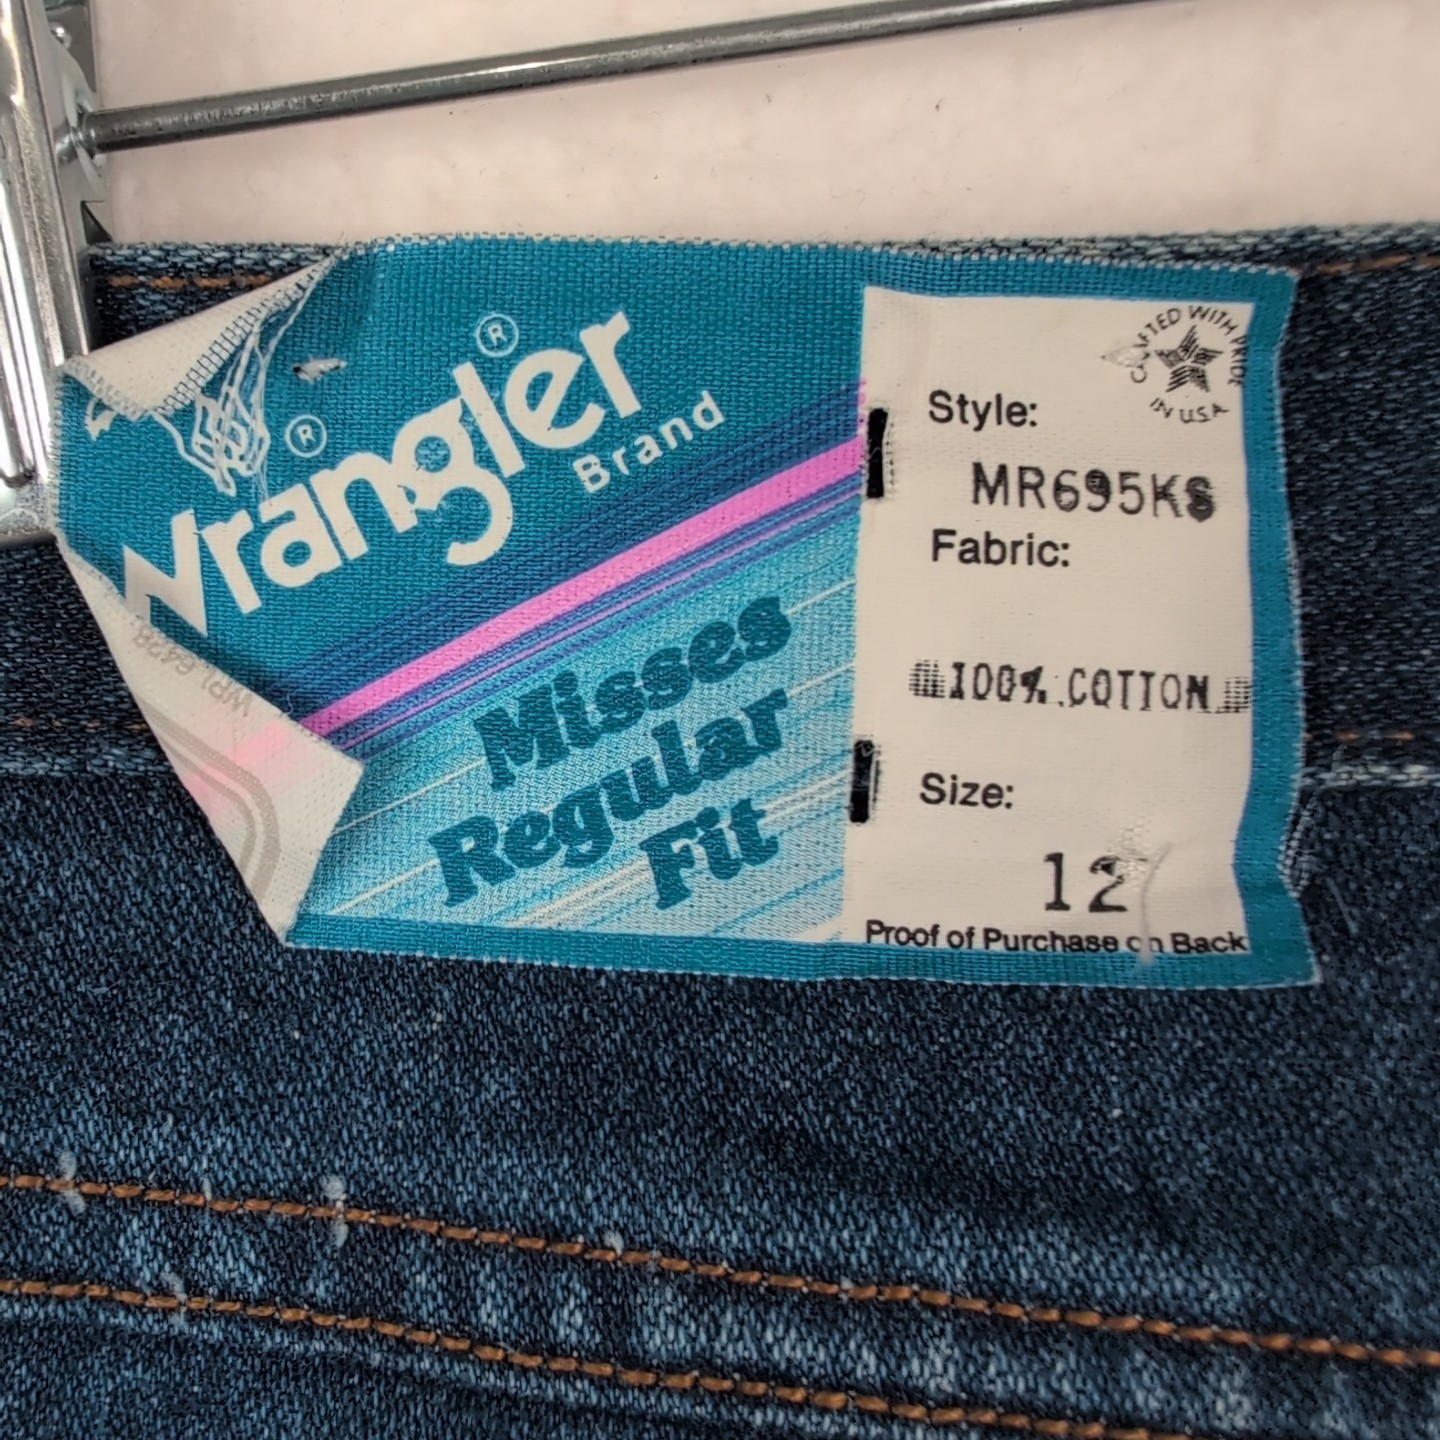 Wrangler®
®
Brand
Misses
Regular
Fit
CRAFTED WITH PRIDE
IN U.S.A
Style:
MR695KS
Fabric:
100% COTTON
Size:
12
Proof of Purchase on Back